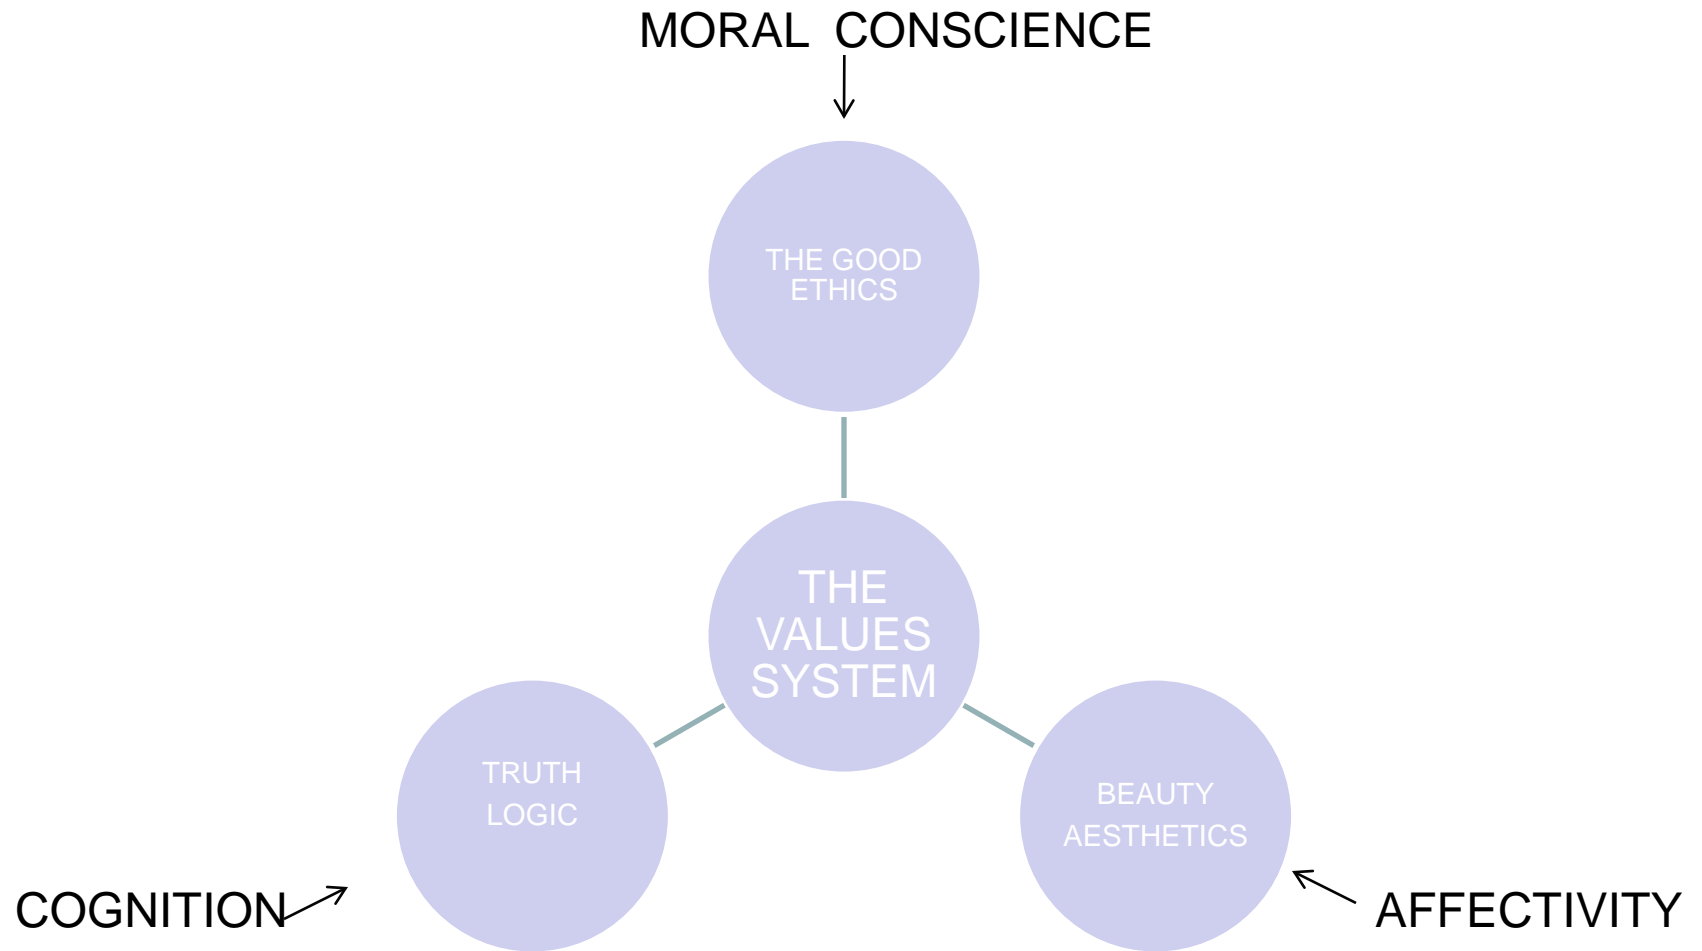 MORAL CONSCIENCE
THE GOOD
ETHICS
THE
VALUES
SYSTEM
TRUTH
LOGIC
BEAUTY
AESTHETICS
COGNITION
AFFECTIVITY